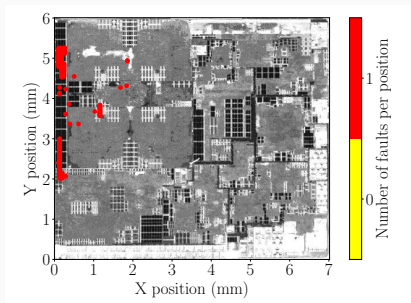 6
5
4
3
2
1
0
0 1 2 3 4 5 6 7
X position (mm)
Y position (mm)
1
0
Number of faults per position